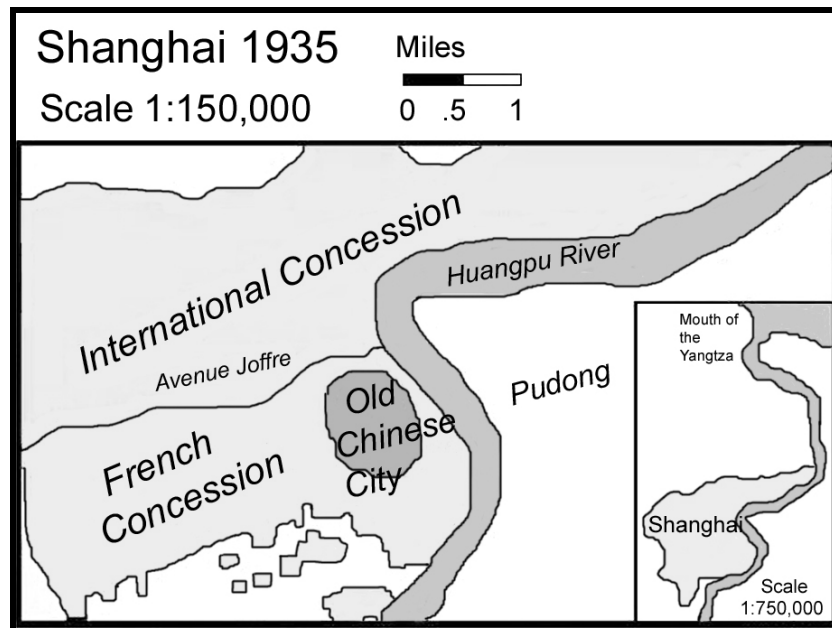 Shanghai 1935
Scale 1:150,000
Miles
0 .5 1
International Concession
Huangpu River
Avenue Joffre
Pudong
Old
Chinese
City
French
Concession
Mouth of
the
Yangtza
Shanghai
Scale
1:750,000